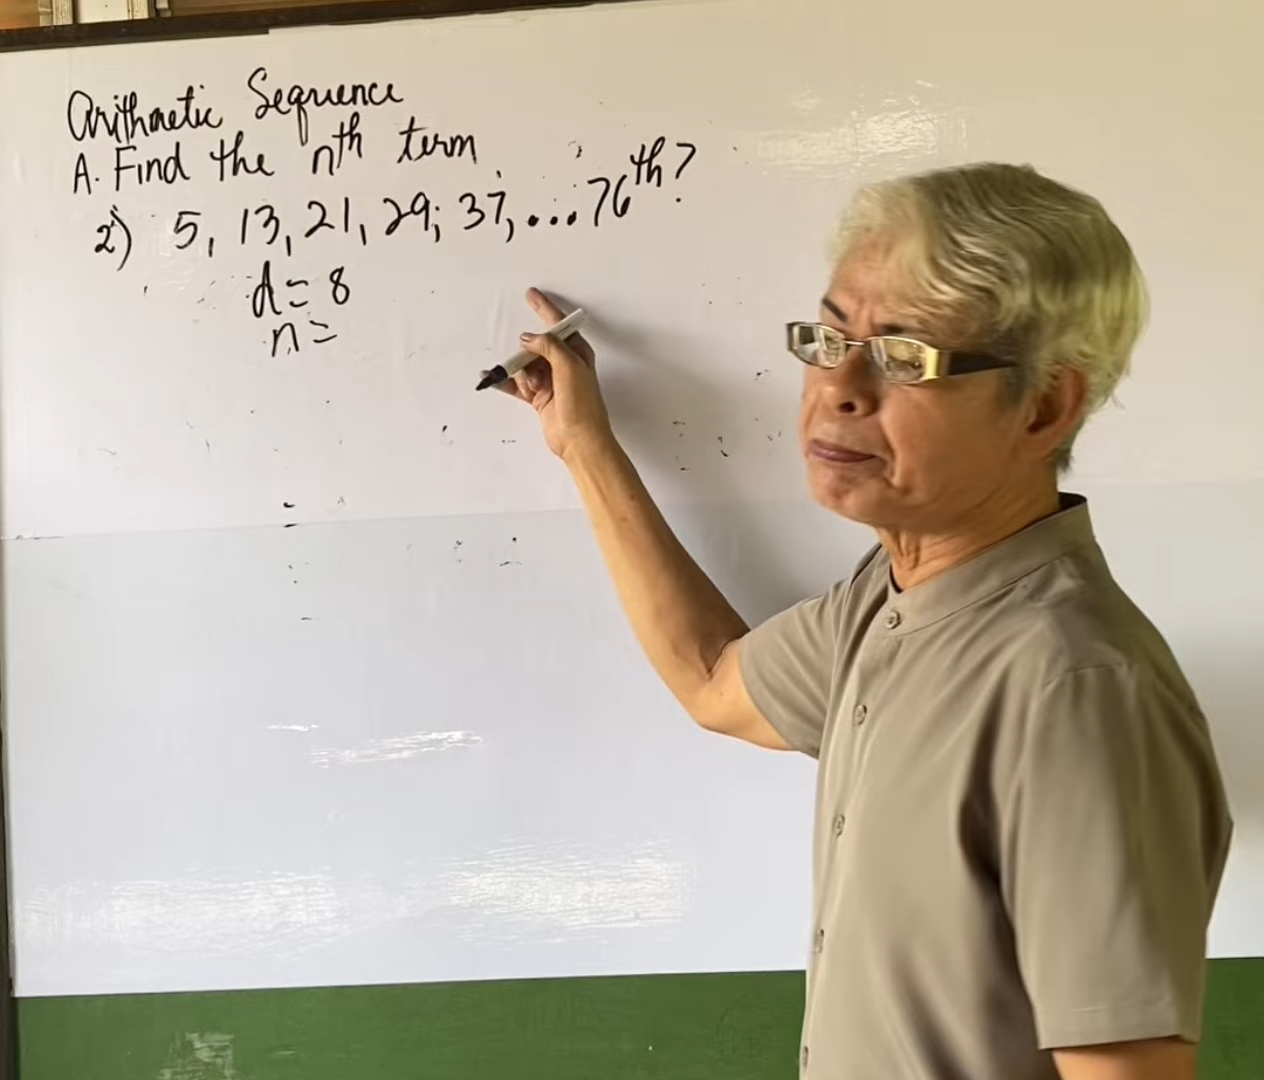 Arithmetic Sequence
A. Find the nth term
2) 5, 13, 21, 29, 37, ... 76th?
d = 8
n =